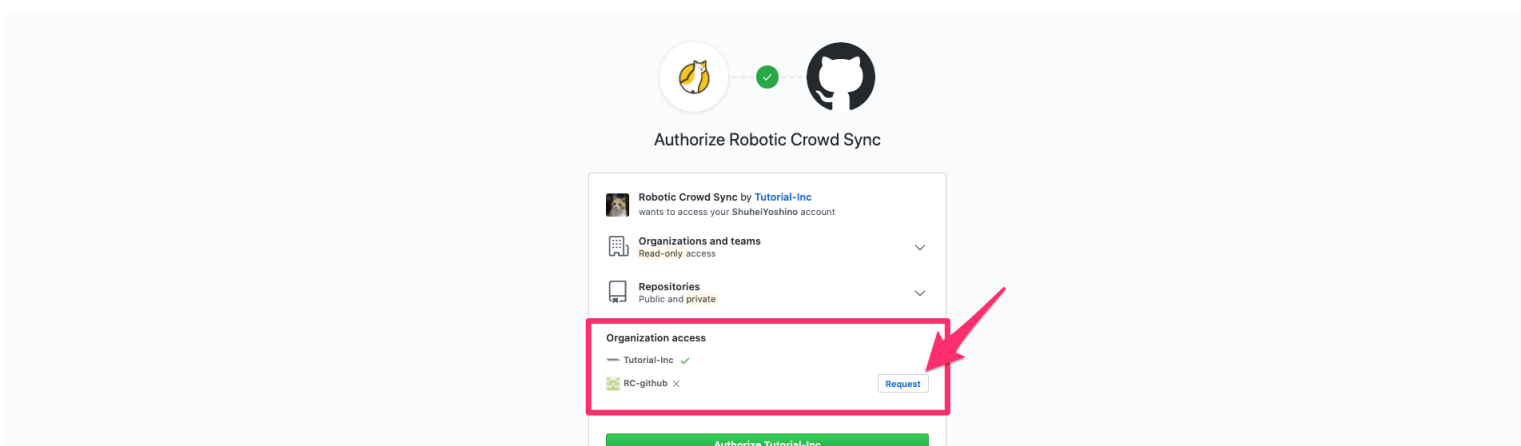 Authorize Robotic Crowd Sync
Robotic Crowd Sync by Tutorial-Inc
wants to access your ShuheiYoshino account
Organizations and teams
Read-only access
Repositories
Public and private
Organization access
Tutorial-Inc
RC-github
Request
Authorize Tutorial-Inc